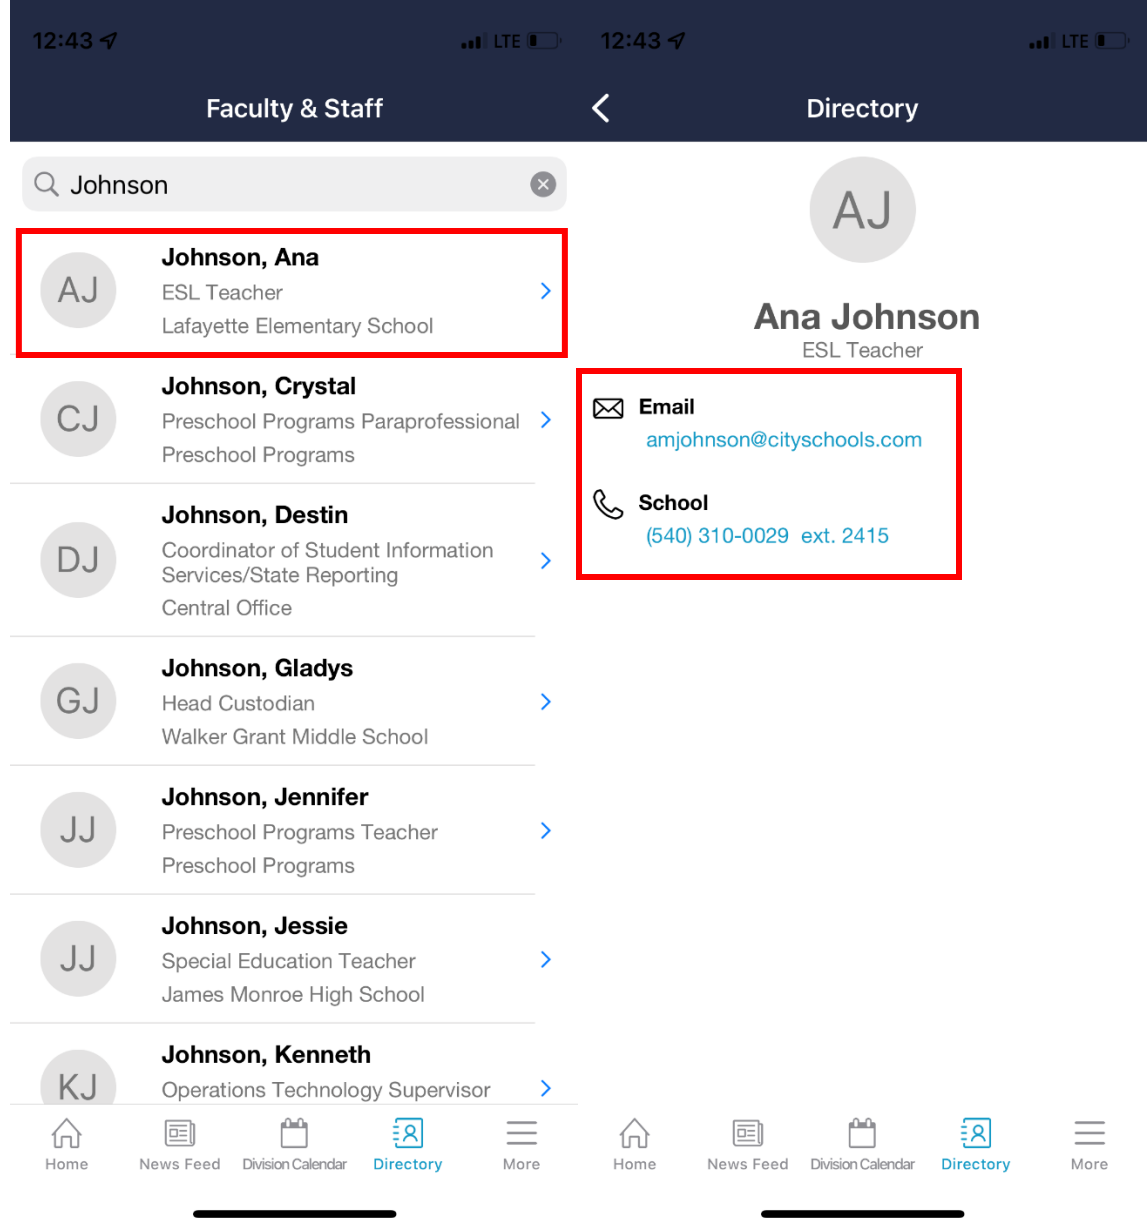 12:43
LTE
Faculty & Staff
Johnson
AJ
Johnson, Ana
ESL Teacher
Lafayette Elementary School
CJ
Johnson, Crystal
Preschool Programs Paraprofessional
Preschool Programs
DJ
Johnson, Destin
Coordinator of Student Information
Services/State Reporting
Central Office
GJ
Johnson, Gladys
Head Custodian
Walker Grant Middle School
JJ
Johnson, Jennifer
Preschool Programs Teacher
Preschool Programs
JJ
Johnson, Jessie
Special Education Teacher
James Monroe High School
KJ
Johnson, Kenneth
Operations Technology Supervisor
Home
News Feed
Division Calendar
Directory
More
12:43
LTE
Directory
AJ
Ana Johnson
ESL Teacher
Email
amjohnson@cityschools.com
School
(540) 310-0029 ext. 2415
Home
News Feed
Division Calendar
Directory
More